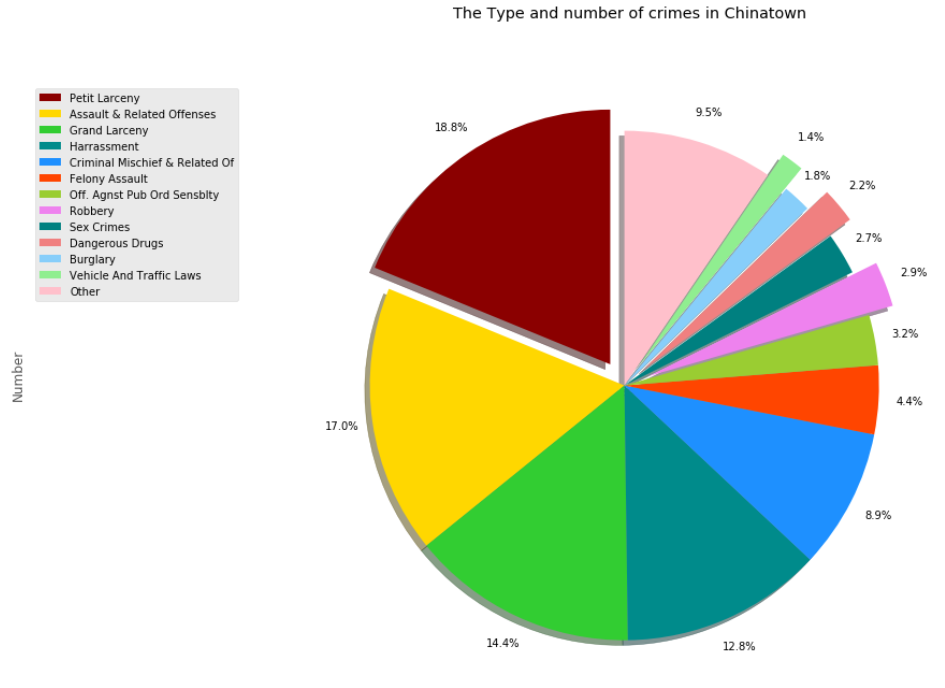 The Type and number of crimes in Chinatown
Petit Larceny
Assault & Related Offenses
Grand Larceny
Harrassment
Criminal Mischief & Related Of
Felony Assault
Off. Agnst Pub Ord Sensblty
Robbery
Sex Crimes
Dangerous Drugs
Burglary
Vehicle And Traffic Laws
Other
Number
18.8%
9.5%
1.4%
1.8%
2.2%
2.7%
2.9%
3.2%
4.4%
17.0%
8.9%
14.4%
12.8%